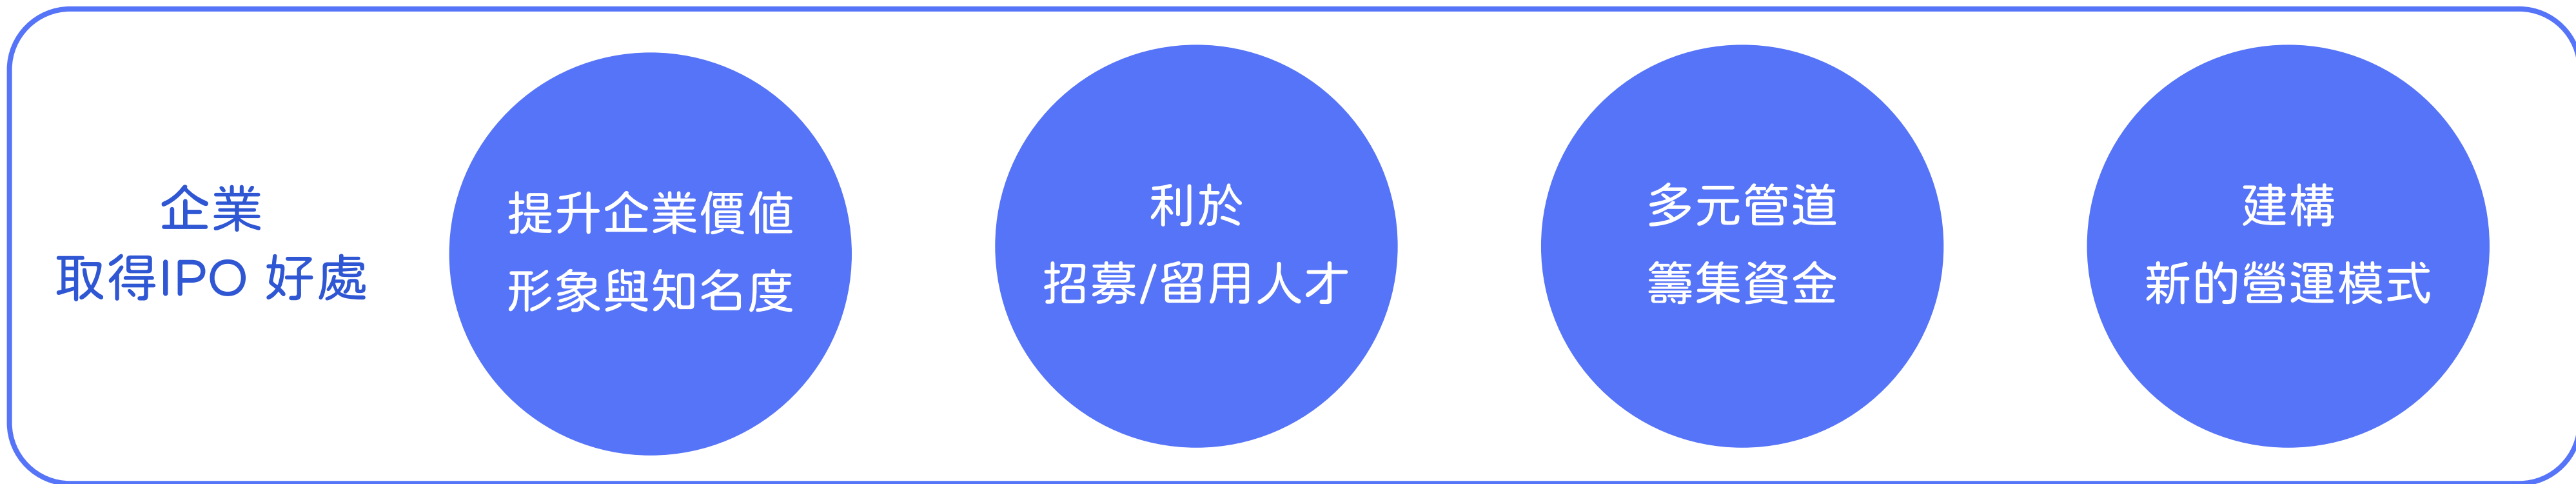 企業
取得IPO 好處
提升企業價值
形象與知名度
利於
招募/留用人才
多元管道
籌集資金
建構
新的營運模式